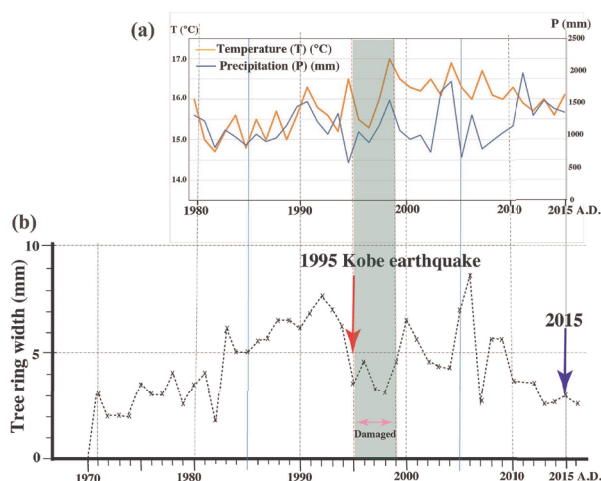 (a)
T (°C)
P (mm)
Temperature (T) (°C)
Precipitation (P) (mm)
17.0
16.0
15.0
14.0
2500
2000
1500
1000
500
0
1980
1990
2000
2010
2015 A.D.
(b)
Tree ring width (mm)
10
5
0
1995 Kobe earthquake
2015
Damaged
1970
1980
1990
2000
2010
2015 A.D.